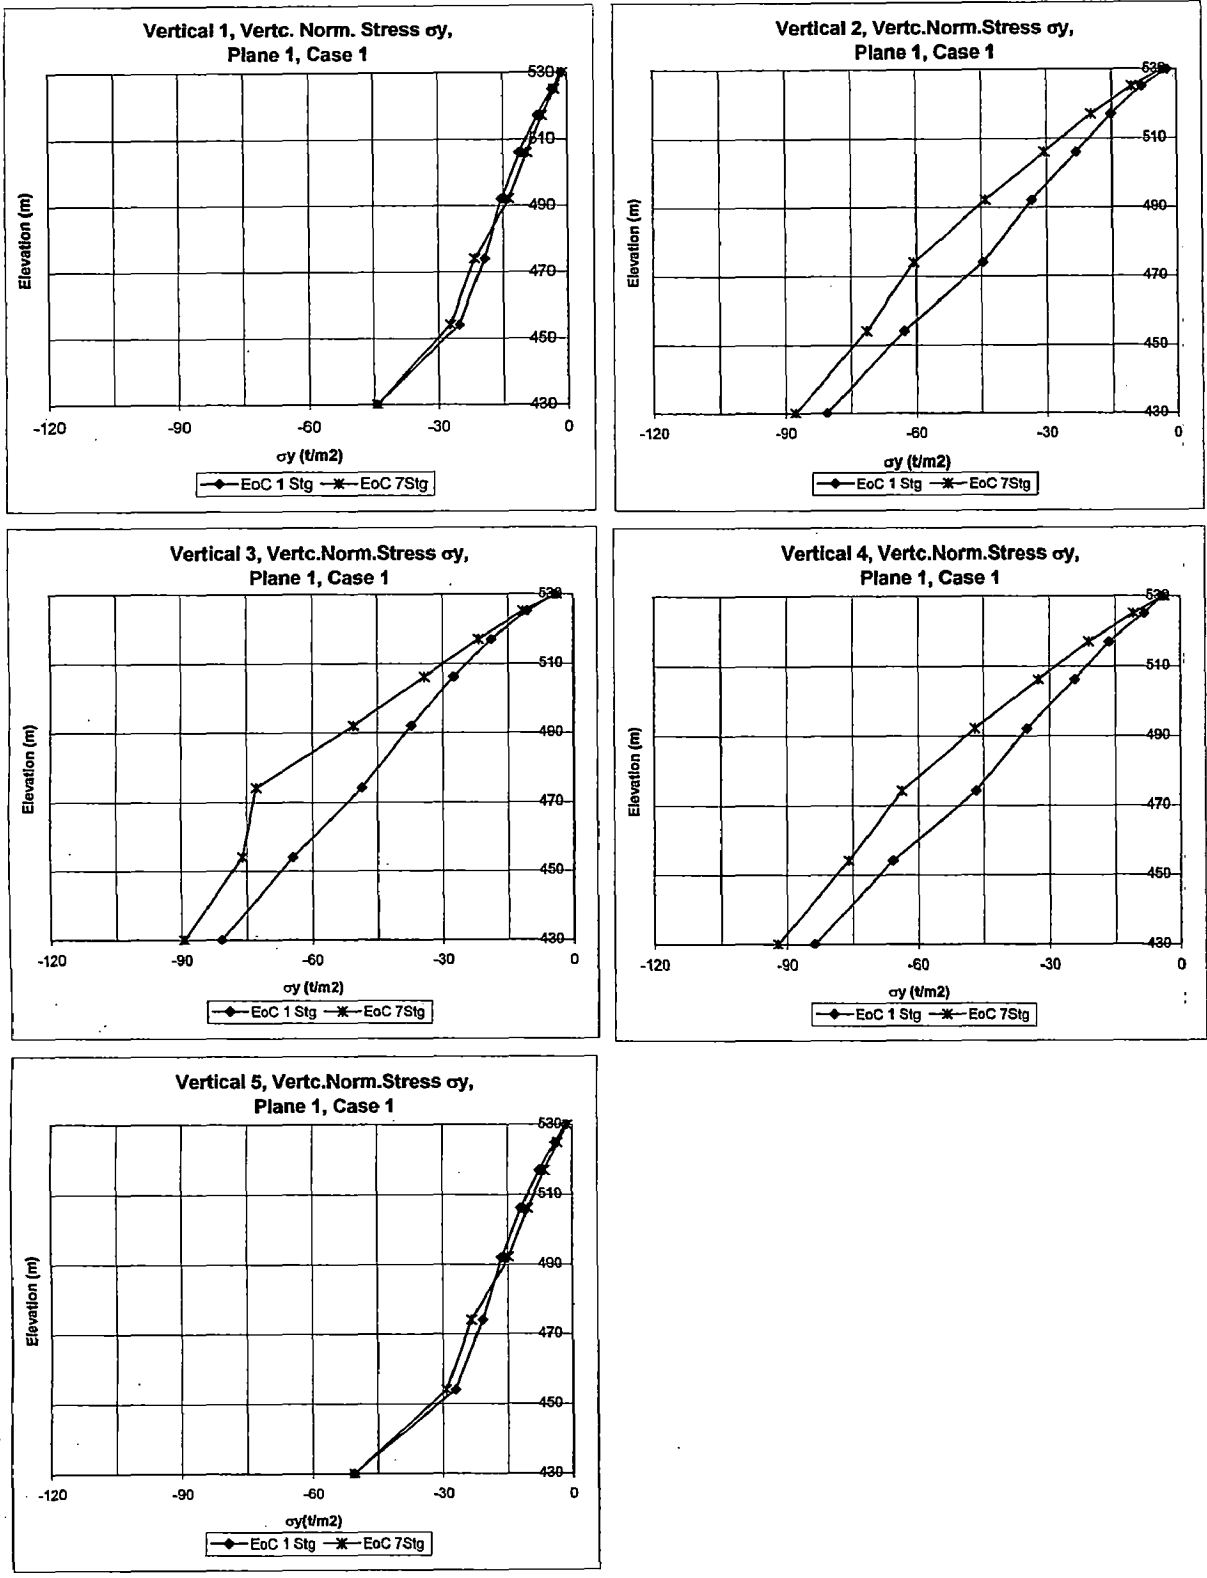 Vertical 1, Vertc. Norm. Stress σy,
Plane 1, Case 1
530
510
490
470
450
430
Elevation (m)
-120 -90 -60 -30 0
σy (t/m2)
EoC 1 Stg EoC 7Stg
Vertical 2, Vertc.Norm.Stress σy,
Plane 1, Case 1
530
510
490
470
450
430
Elevation (m)
-120 -90 -60 -30 0
σy (t/m2)
EoC 1 Stg EoC 7Stg
Vertical 3, Vertc.Norm.Stress σy,
Plane 1, Case 1
530
510
490
470
450
430
Elevation (m)
-120 -90 -60 -30 0
σy (t/m2)
EoC 1 Stg EoC 7Stg
Vertical 4, Vertc.Norm.Stress σy,
Plane 1, Case 1
530
510
490
470
450
430
Elevation (m)
-120 -90 -60 -30 0
σy (t/m2)
EoC 1 Stg EoC 7Stg
Vertical 5, Vertc.Norm.Stress σy,
Plane 1, Case 1
530
510
490
470
450
430
Elevation (m)
-120 -90 -60 -30 0
σy(t/m2)
EoC 1 Stg EoC 7Stg